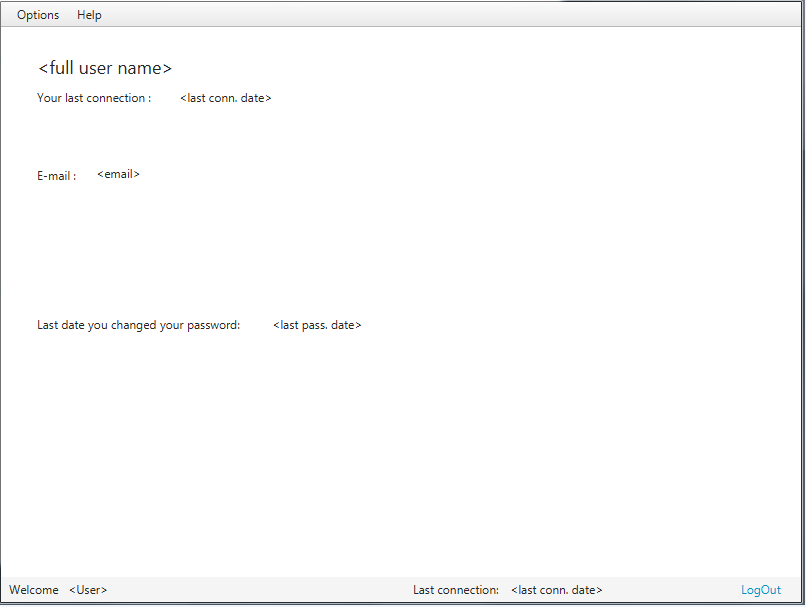 Options Help
<full user name>
Your last connection : <last conn. date>
E-mail : <email>
Last date you changed your password: <last pass. date>
Welcome <User> Last connection: <last conn. date> LogOut